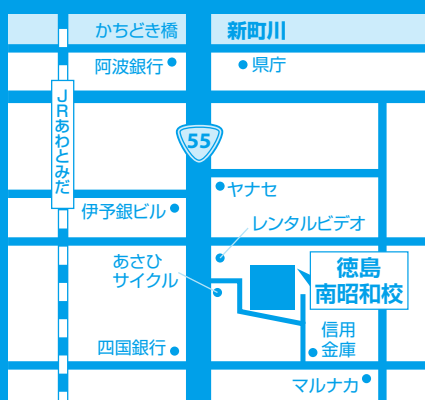 かちどき橋
新町川
阿波銀行
県庁
JRあわとみだ
55
ヤナセ
伊予銀ビル
レンタルビデオ
あさひ
サイクル
徳島
南昭和校
信用
金庫
四国銀行
マルナカ